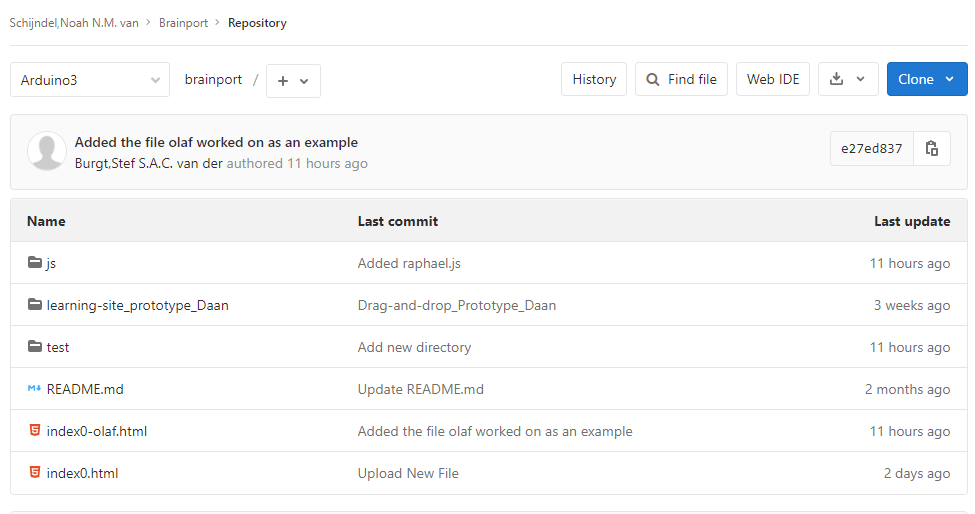 Schijndel,Noah N.M. van > Brainport > Repository
Arduino3 brainport / + History Find file Web IDE Clone
Added the file olaf worked on as an example
Burgt,Stef S.A.C. van der authored 11 hours ago
e27ed837
Name Last commit Last update
js Added raphael.js 11 hours ago
learning-site_prototype_Daan Drag-and-drop_Prototype_Daan 3 weeks ago
test Add new directory 11 hours ago
M↓ README.md Update README.md 2 months ago
index0-olaf.html Added the file olaf worked on as an example 11 hours ago
index0.html Upload New File 2 days ago